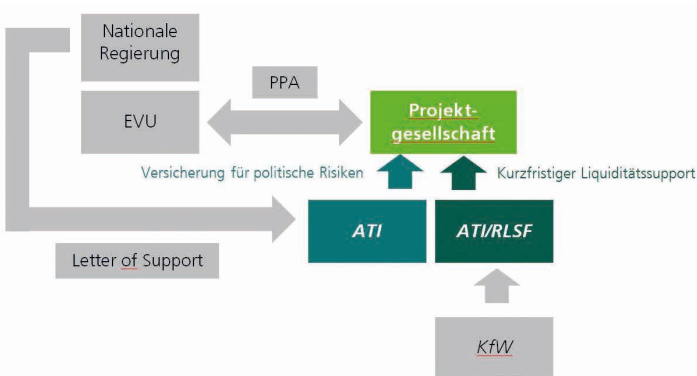 Nationale
Regierung
PPA
EVU
Projekt-
gesellschaft
Versicherung für politische Risiken
Kurzfristiger Liquiditätssupport
ATI
ATI/RLSF
Letter of Support
KfW